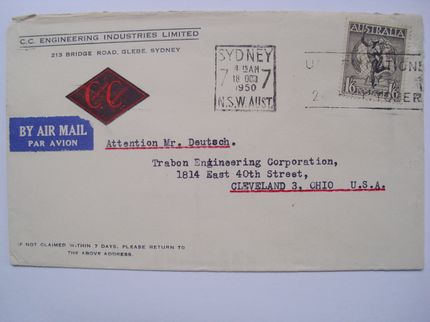 C.C. ENGINEERING INDUSTRIES LIMITED
213 BRIDGE ROAD, GLEBE, SYDNEY
CC
SYDNEY
7 4 15AM 7
18 OCT
1950
N.S.W. AUST
AUSTRALIA
1/6 1/6
BY AIR MAIL
PAR AVION
Attention Mr. Deutsch.
Trabon Engineering Corporation,
1814 East 40th Street,
CLEVELAND 3, OHIO U.S.A.
IF NOT CLAIMED WITHIN 7 DAYS, PLEASE RETURN TO
THE ABOVE ADDRESS.